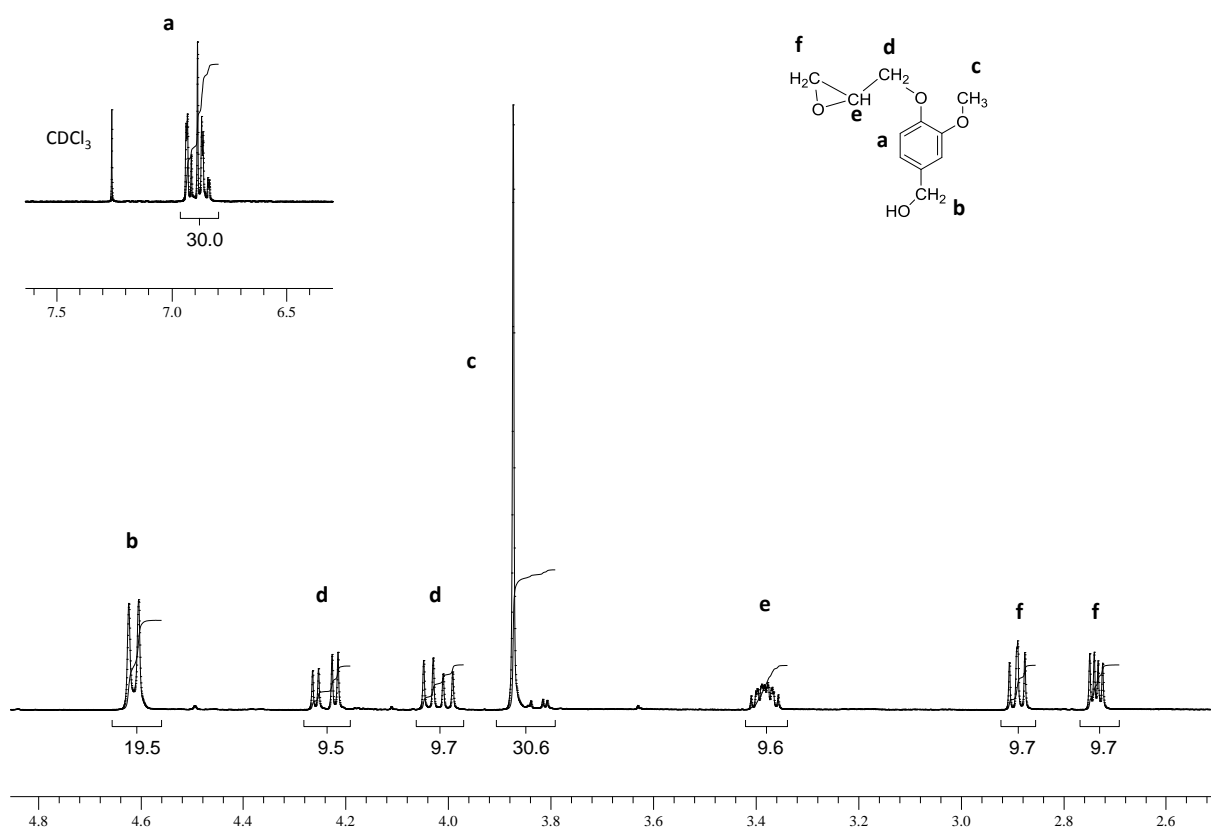 a
CDCl3
30.0
7.5 7.0 6.5
f
d
c
H2C
CH2
CH3
O
CH
O
O
e
a
CH2
HO
b
c
b
d
d
e
f
f
19.5 9.5 9.7 30.6 9.6 9.7 9.7
4.8 4.6 4.4 4.2 4.0 3.8 3.6 3.4 3.2 3.0 2.8 2.6